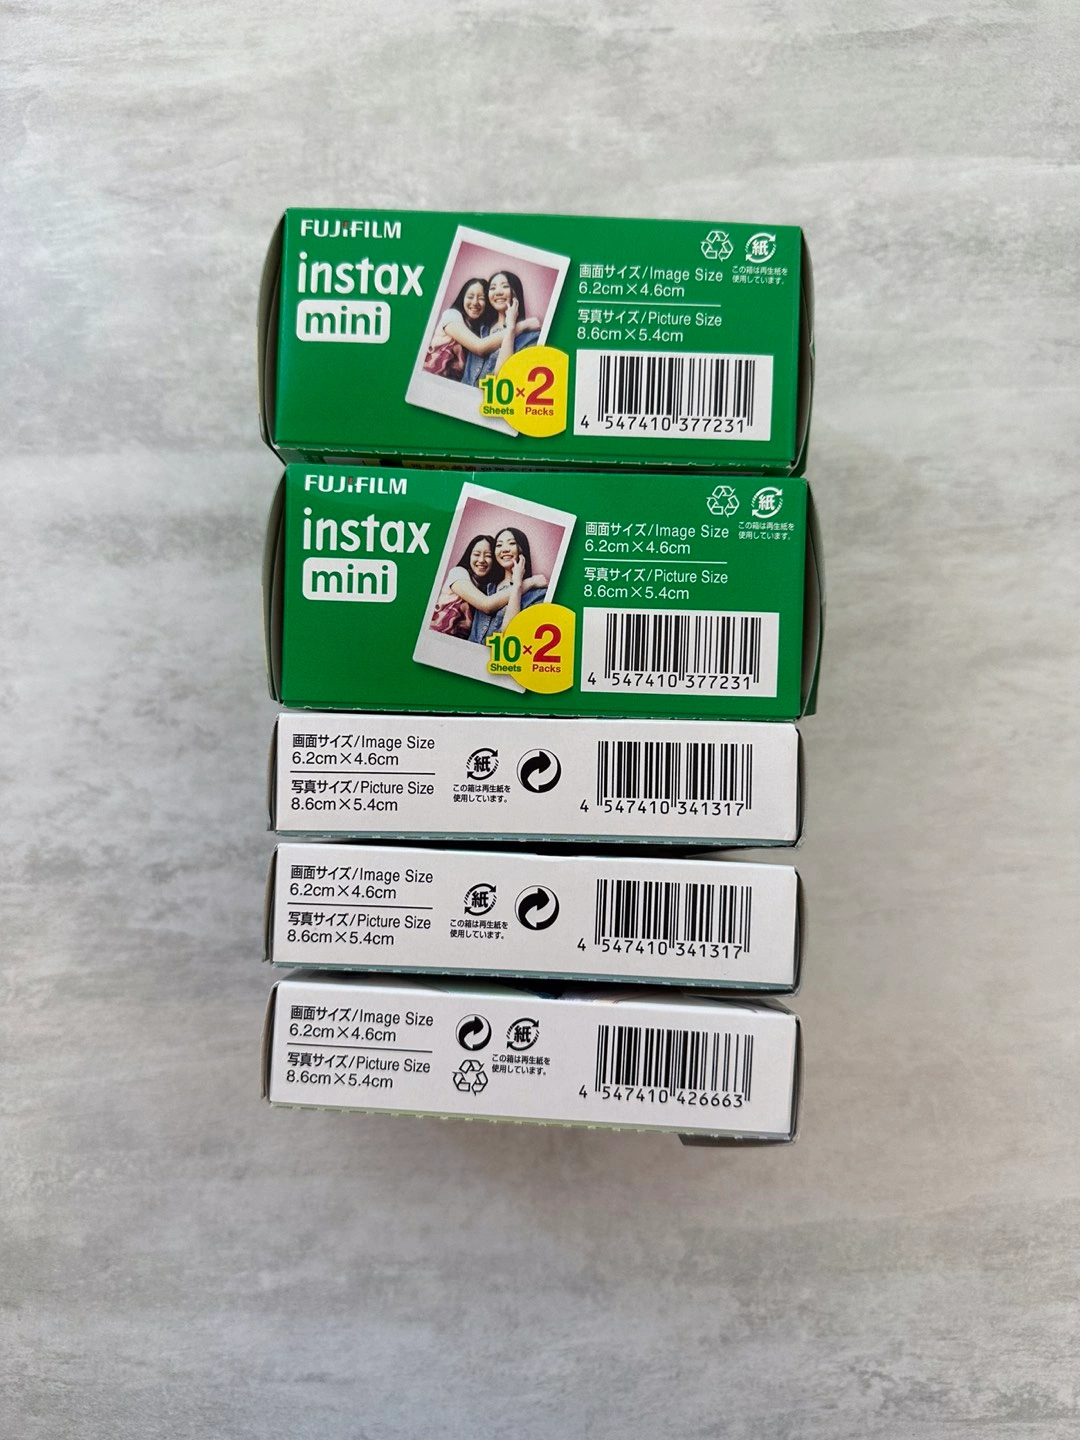 FUJIFILM
instax
mini
10×2
Sheets Packs
画面サイズ/Image Size
6.2cm×4.6cm
写真サイズ/Picture Size
8.6cm×5.4cm
紙
この箱は再生紙を
使用しています。
4 547410 377231
FUJIFILM
instax
mini
10×2
Sheets Packs
画面サイズ/Image Size
6.2cm×4.6cm
写真サイズ/Picture Size
8.6cm×5.4cm
紙
この箱は再生紙を
使用しています。
4 547410 377231
画面サイズ/Image Size
6.2cm×4.6cm
写真サイズ/Picture Size
8.6cm×5.4cm
紙
この箱は再生紙を
使用しています。
4 547410 341317
画面サイズ/Image Size
6.2cm×4.6cm
写真サイズ/Picture Size
8.6cm×5.4cm
紙
この箱は再生紙を
使用しています。
4 547410 341317
画面サイズ/Image Size
6.2cm×4.6cm
写真サイズ/Picture Size
8.6cm×5.4cm
紙
この箱は再生紙を
使用しています。
4 547410 426663